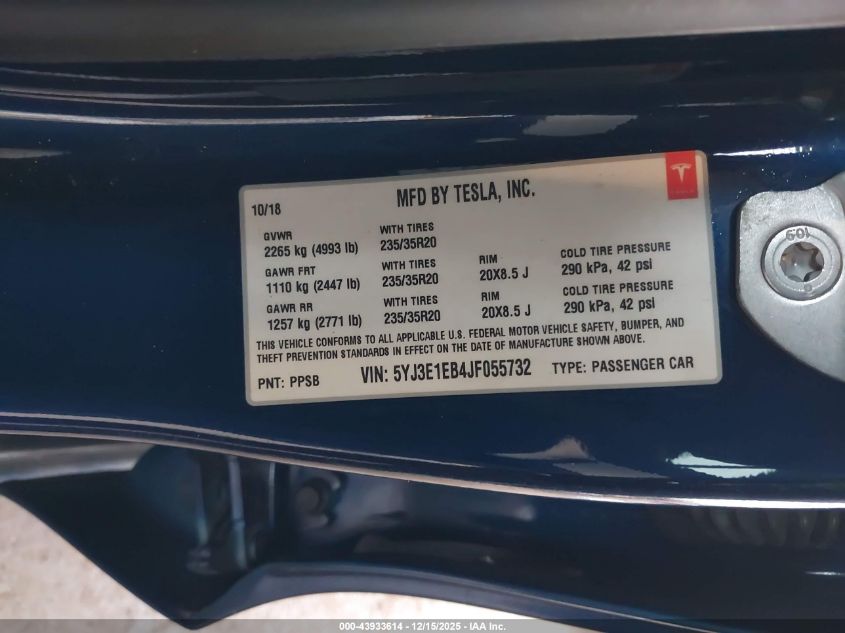 MFD BY TESLA, INC.
10/18
TESLA
GVWR
2265 kg (4993 lb)
WITH TIRES
235/35R20
GAWR FRT
1110 kg (2447 lb)
WITH TIRES
235/35R20
RIM
20X8.5 J
COLD TIRE PRESSURE
290 kPa, 42 psi
GAWR RR
1257 kg (2771 lb)
WITH TIRES
235/35R20
RIM
20X8.5 J
COLD TIRE PRESSURE
290 kPa, 42 psi
THIS VEHICLE CONFORMS TO ALL APPLICABLE U.S. FEDERAL MOTOR VEHICLE SAFETY, BUMPER, AND
THEFT PREVENTION STANDARDS IN EFFECT ON THE DATE OF MANUFACTURE SHOWN ABOVE.
PNT: PPSB VIN: 5YJ3E1EB4JF055732 TYPE: PASSENGER CAR
000-43933614 - 12/15/2025 - IAA Inc.